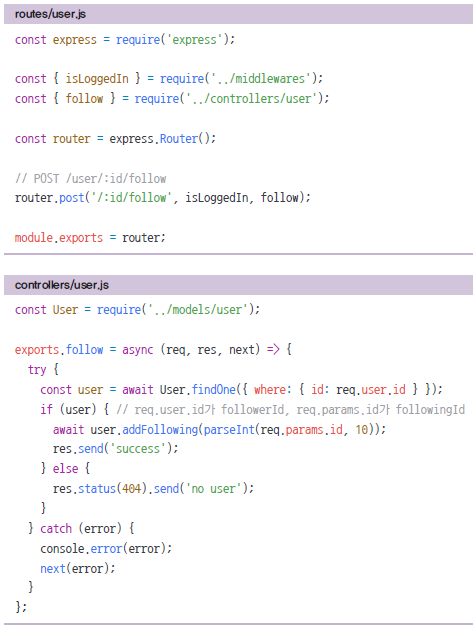 routes/user.js
const express = require('express');
const { isLoggedIn } = require('../middlewares');
const { follow } = require('../controllers/user');
const router = express.Router();
// POST /user/:id/follow
router.post('/:id/follow', isLoggedIn, follow);
module.exports = router;
controllers/user.js
const User = require('../models/user');
exports.follow = async (req, res, next) => {
try {
const user = await User.findOne({ where: { id: req.user.id } });
if (user) { // req.user.id가 followerId, req.params.id가 followingId
await user.addFollowing(parseInt(req.params.id, 10));
res.send('success');
} else {
res.status(404).send('no user');
}
} catch (error) {
console.error(error);
next(error);
}
};